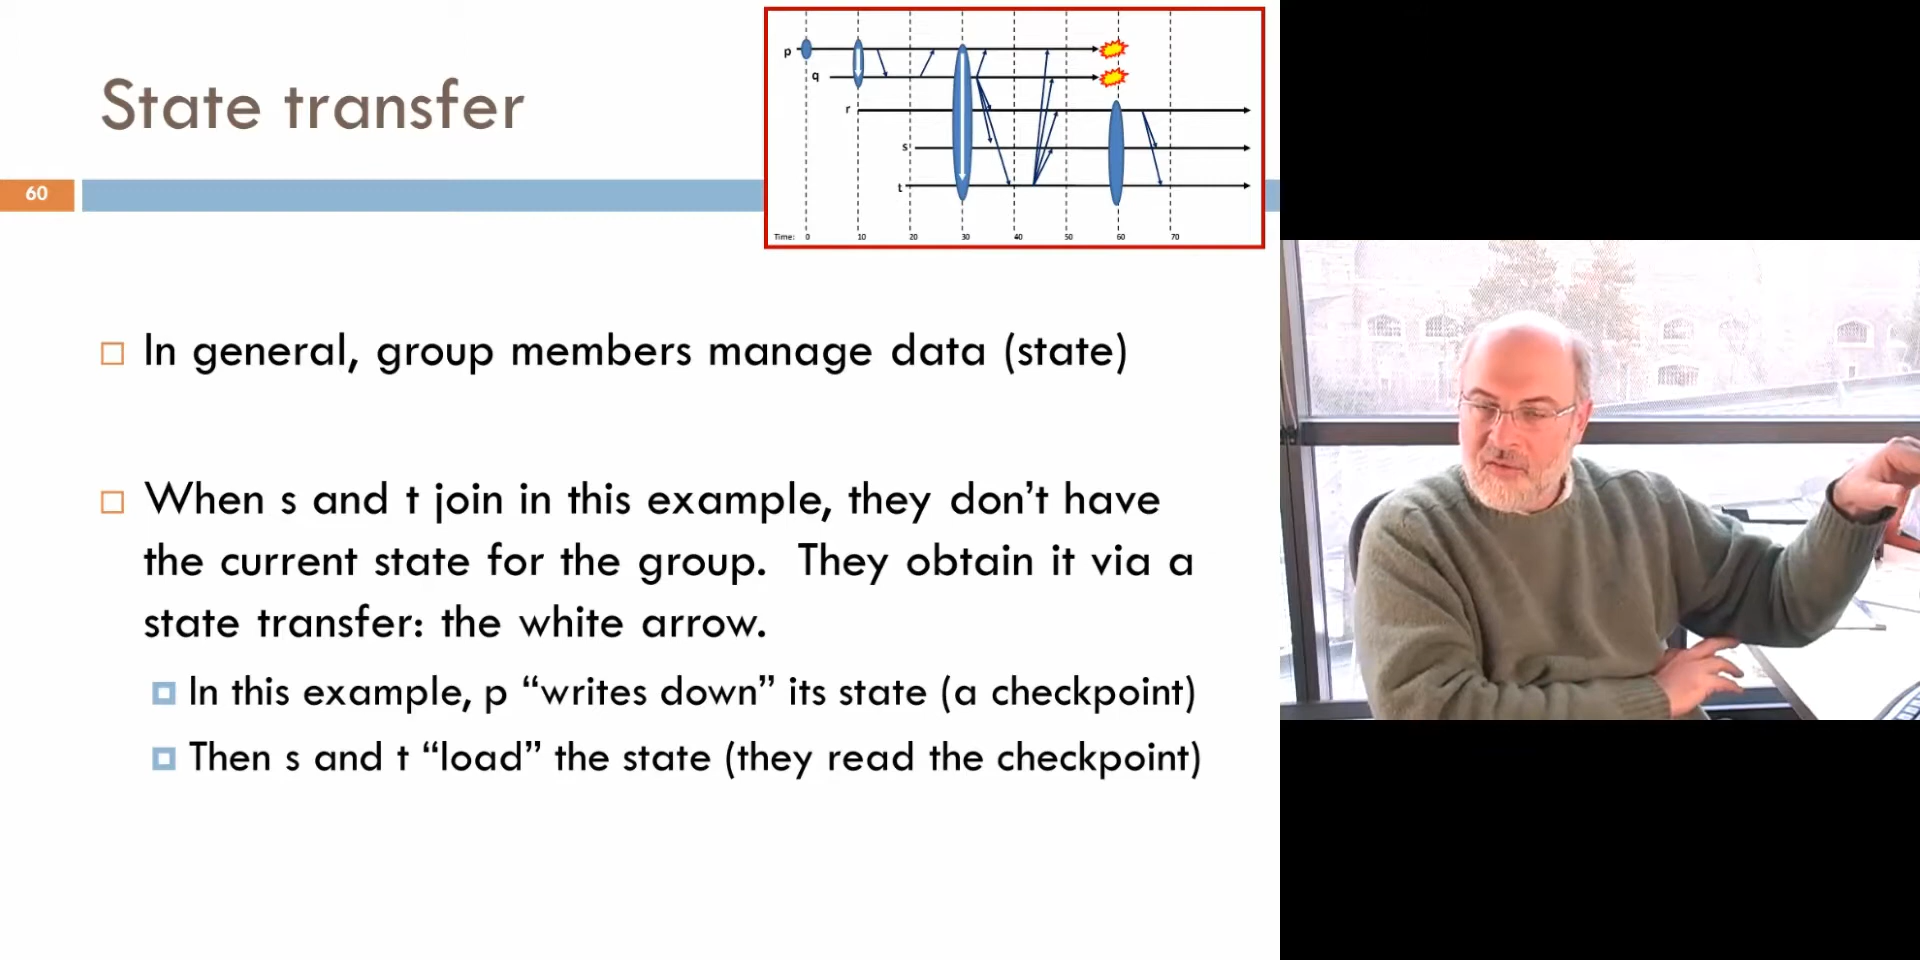 State transfer
60
p
q
r
s
t
Time: 0 10 20 30 40 50 60 70
In general, group members manage data (state)
When s and t join in this example, they don’t have
the current state for the group. They obtain it via a
state transfer: the white arrow.
In this example, p “writes down” its state (a checkpoint)
Then s and t “load” the state (they read the checkpoint)